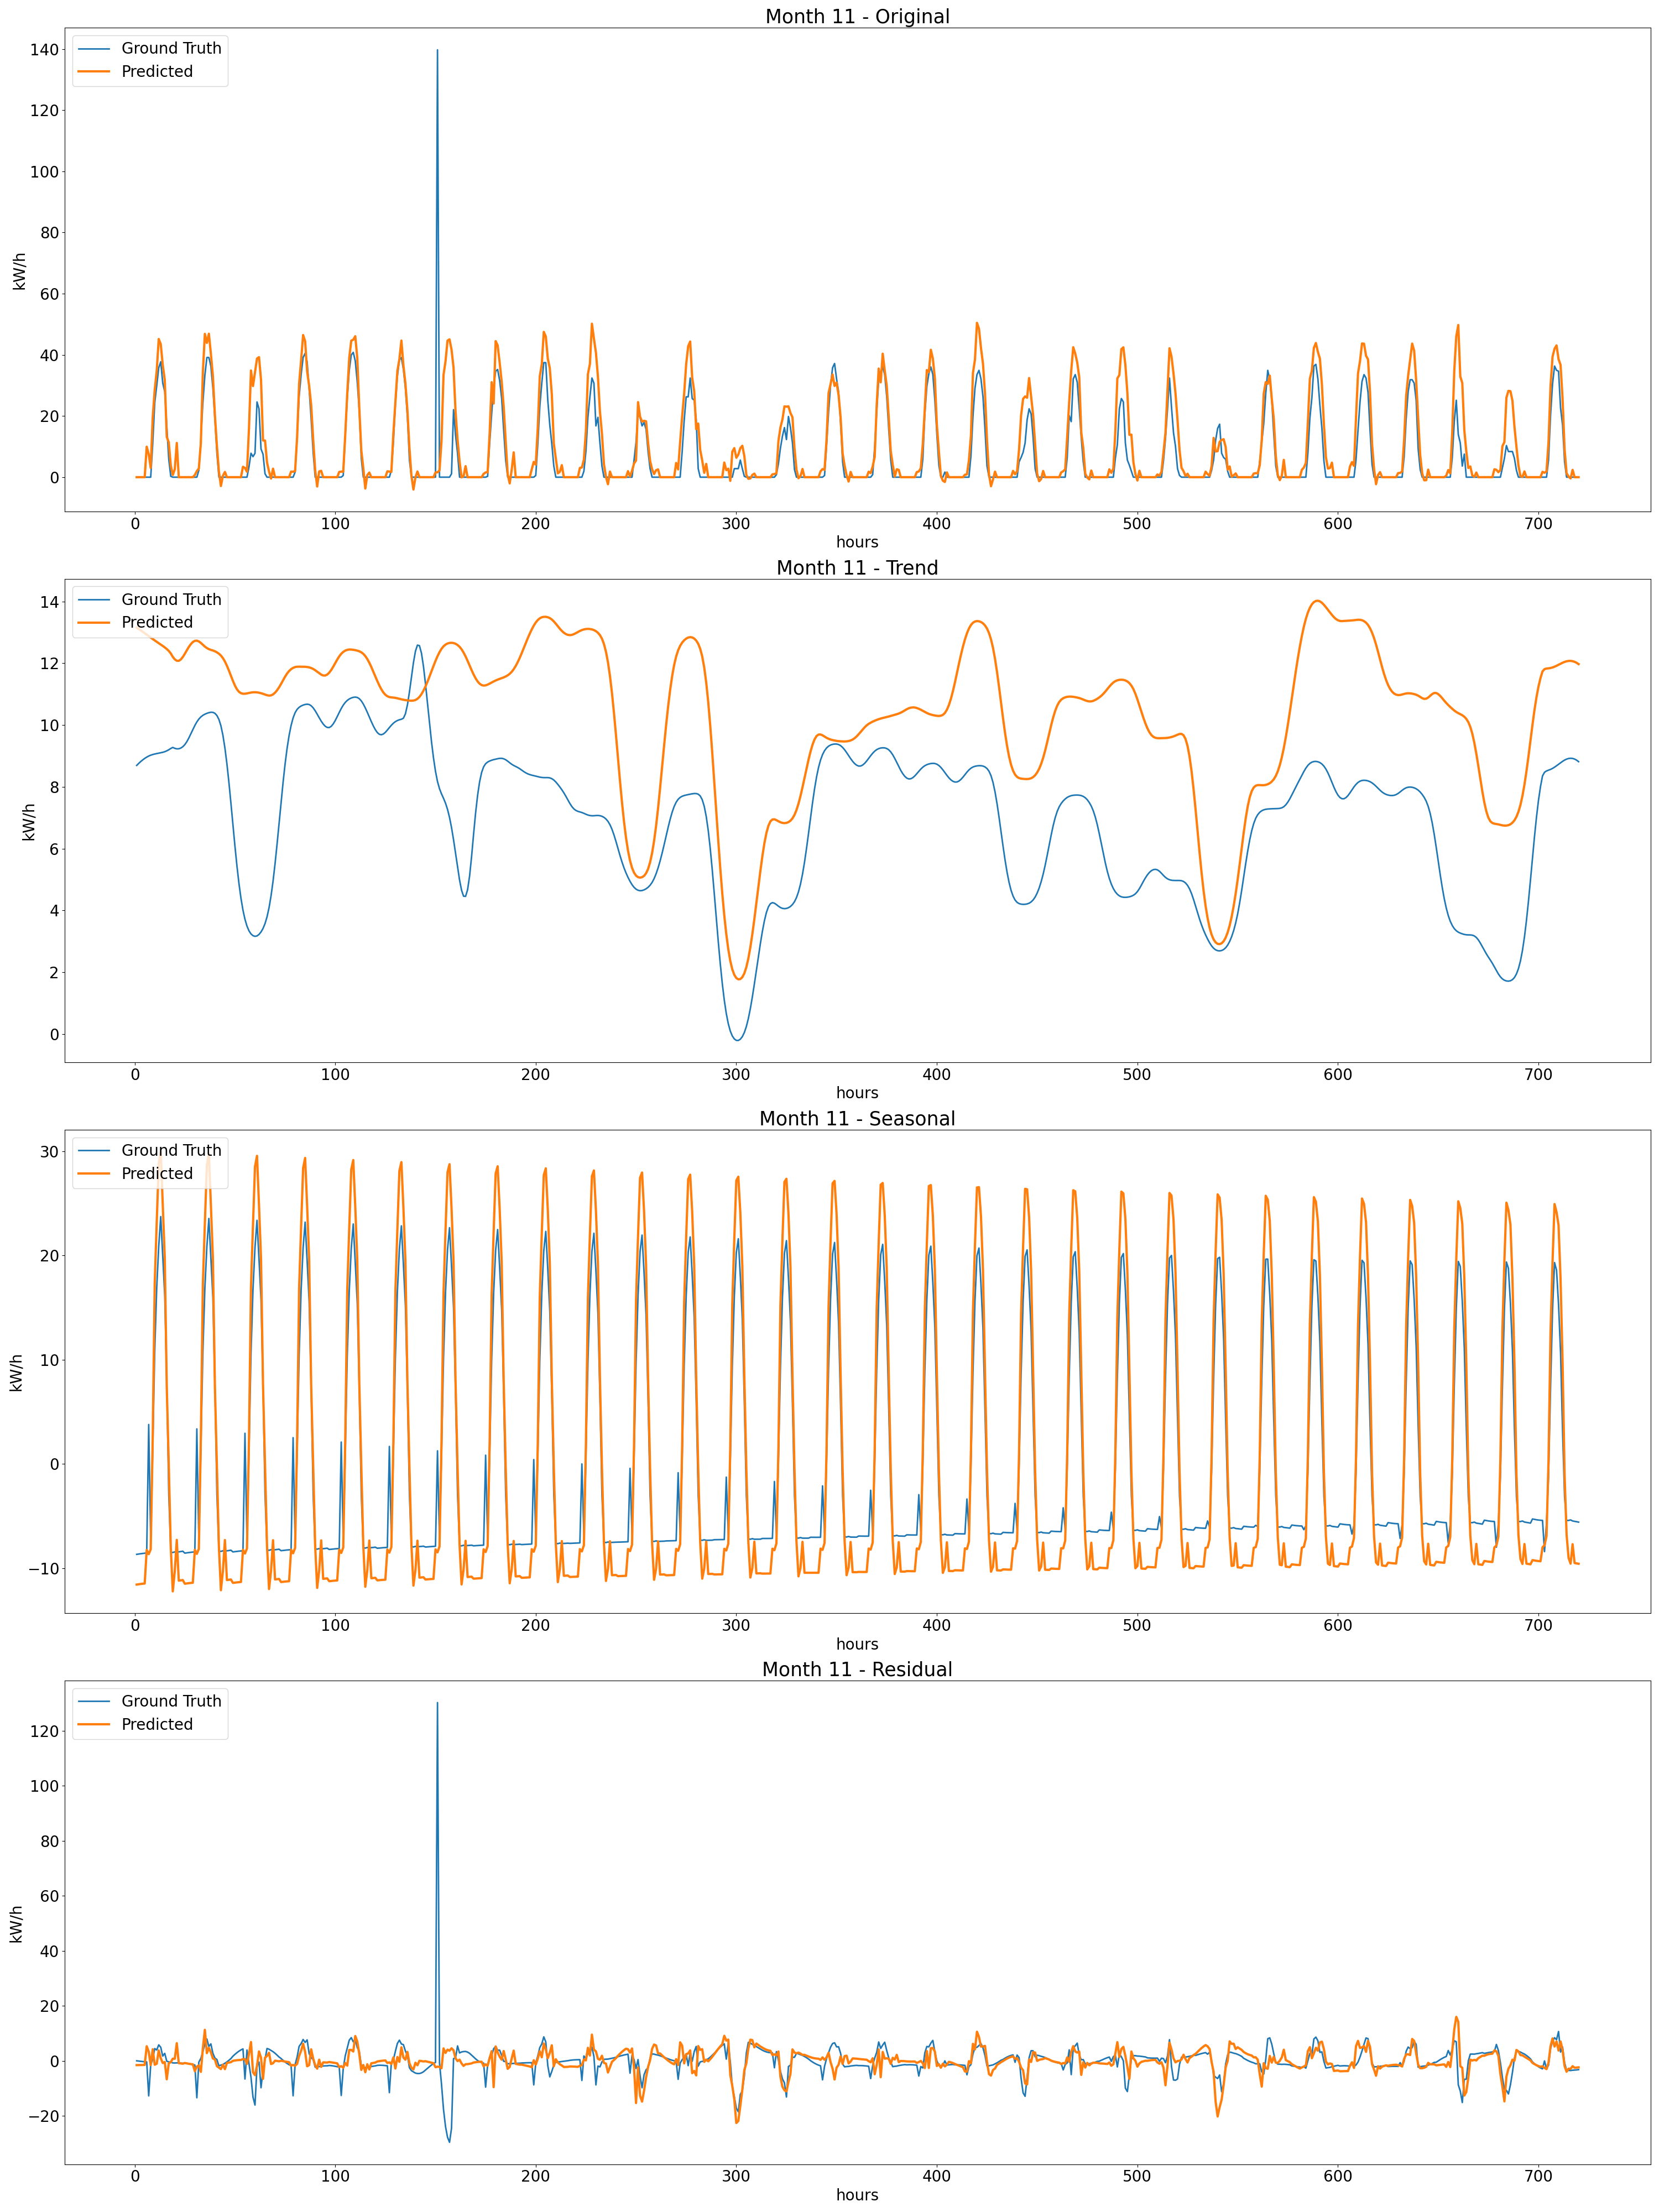 Month 11 - Original
Ground Truth
Predicted
140
120
100
80
60
40
20
0
kW/h
0 100 200 300 400 500 600 700
hours
Month 11 - Trend
Ground Truth
Predicted
14
12
10
8
6
4
2
0
kW/h
0 100 200 300 400 500 600 700
hours
Month 11 - Seasonal
Ground Truth
Predicted
30
20
10
0
−10
kW/h
0 100 200 300 400 500 600 700
hours
Month 11 - Residual
Ground Truth
Predicted
120
100
80
60
40
20
0
−20
kW/h
0 100 200 300 400 500 600 700
hours